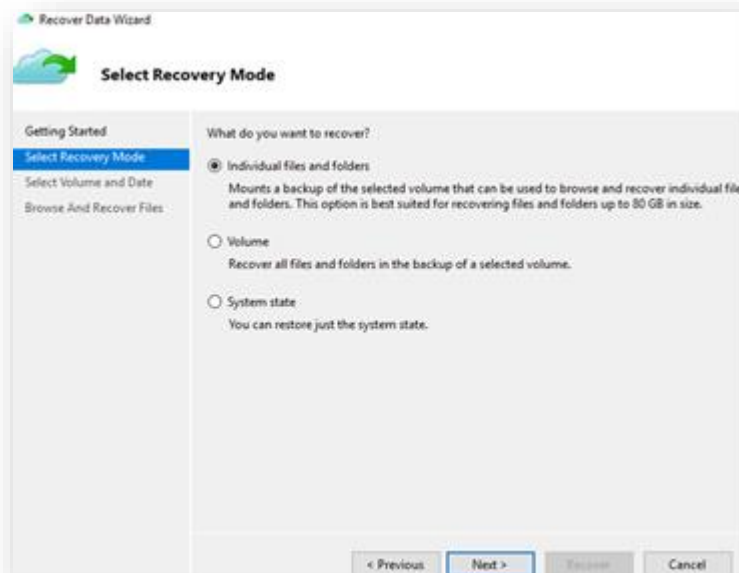 Recover Data Wizard
Select Recovery Mode
Getting Started
Select Recovery Mode
Select Volume and Date
Browse And Recover Files
What do you want to recover?
Individual files and folders
Mounts a backup of the selected volume that can be used to browse and recover individual file
and folders. This option is best suited for recovering files and folders up to 80 GB in size.
Volume
Recover all files and folders in the backup of a selected volume.
System state
You can restore just the system state.
< Previous
Next >
Recover
Cancel